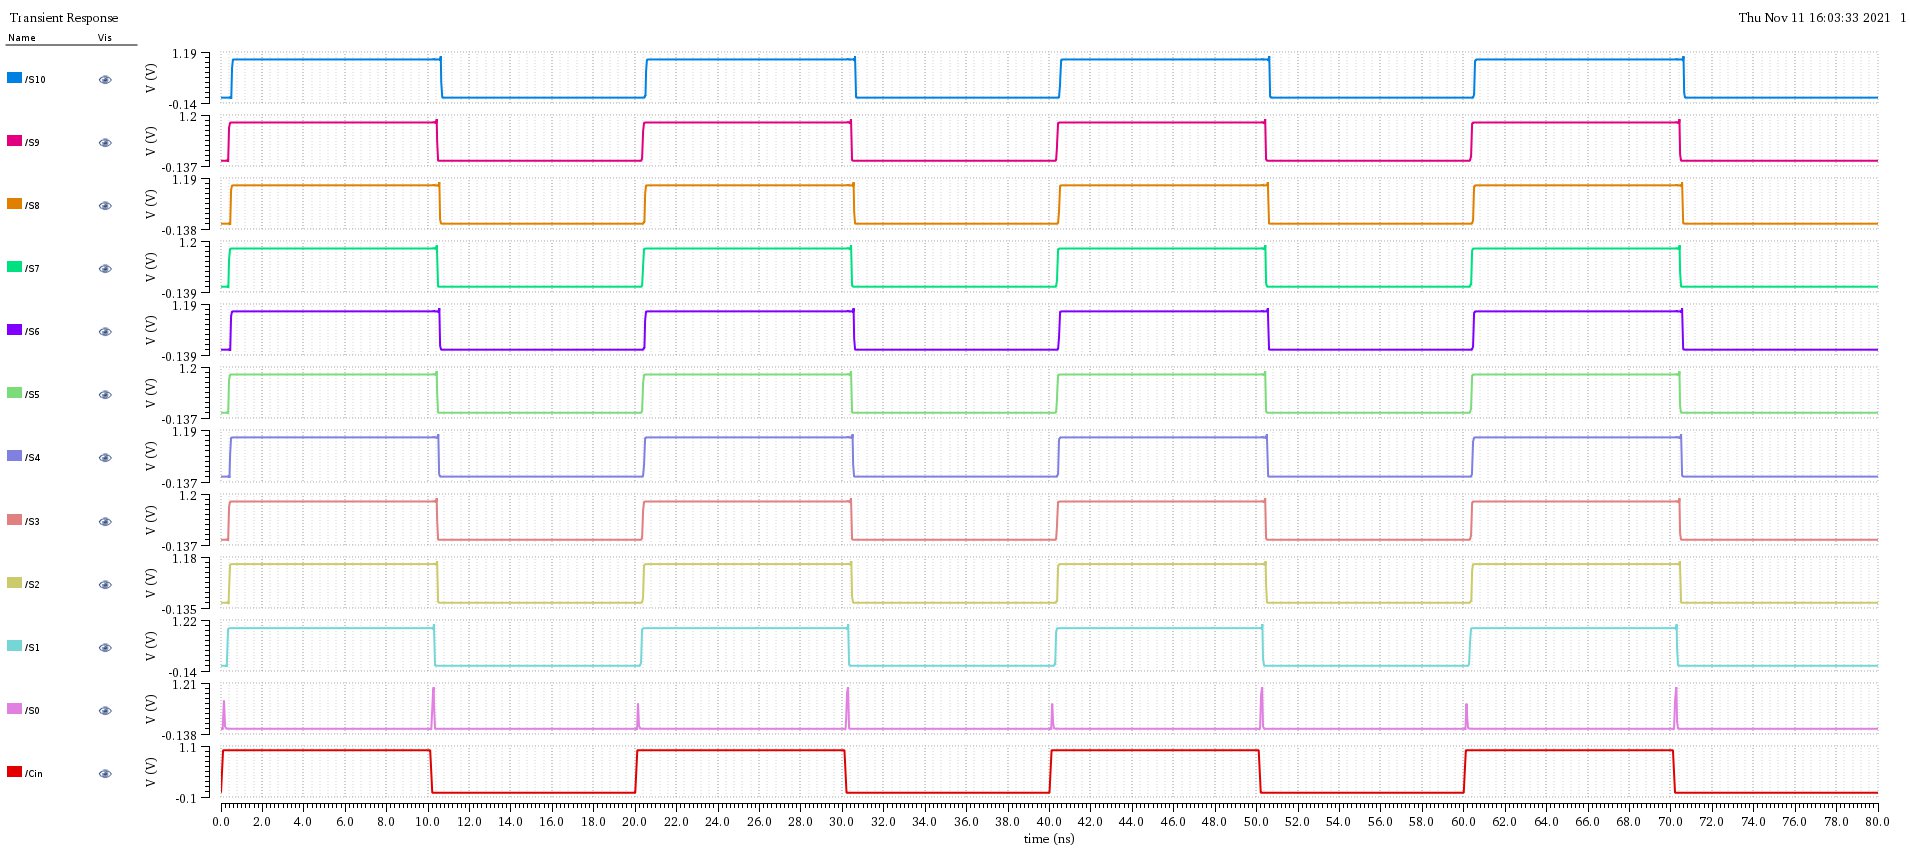 Transient Response
Thu Nov 11 16:03:33 2021 1
Name Vis
/S10 V (V) 1.19 -0.14
/S9 V (V) 1.2 -0.137
/S8 V (V) 1.19 -0.138
/S7 V (V) 1.2 -0.139
/S6 V (V) 1.19 -0.139
/S5 V (V) 1.2 -0.137
/S4 V (V) 1.19 -0.137
/S3 V (V) 1.2 -0.137
/S2 V (V) 1.18 -0.135
/S1 V (V) 1.22 -0.14
/S0 V (V) 1.21 -0.138
/Cin V (V) 1.1 -0.1
0.0 2.0 4.0 6.0 8.0 10.0 12.0 14.0 16.0 18.0 20.0 22.0 24.0 26.0 28.0 30.0 32.0 34.0 36.0 38.0 40.0 42.0 44.0 46.0 48.0 50.0 52.0 54.0 56.0 58.0 60.0 62.0 64.0 66.0 68.0 70.0 72.0 74.0 76.0 78.0 80.0
time (ns)